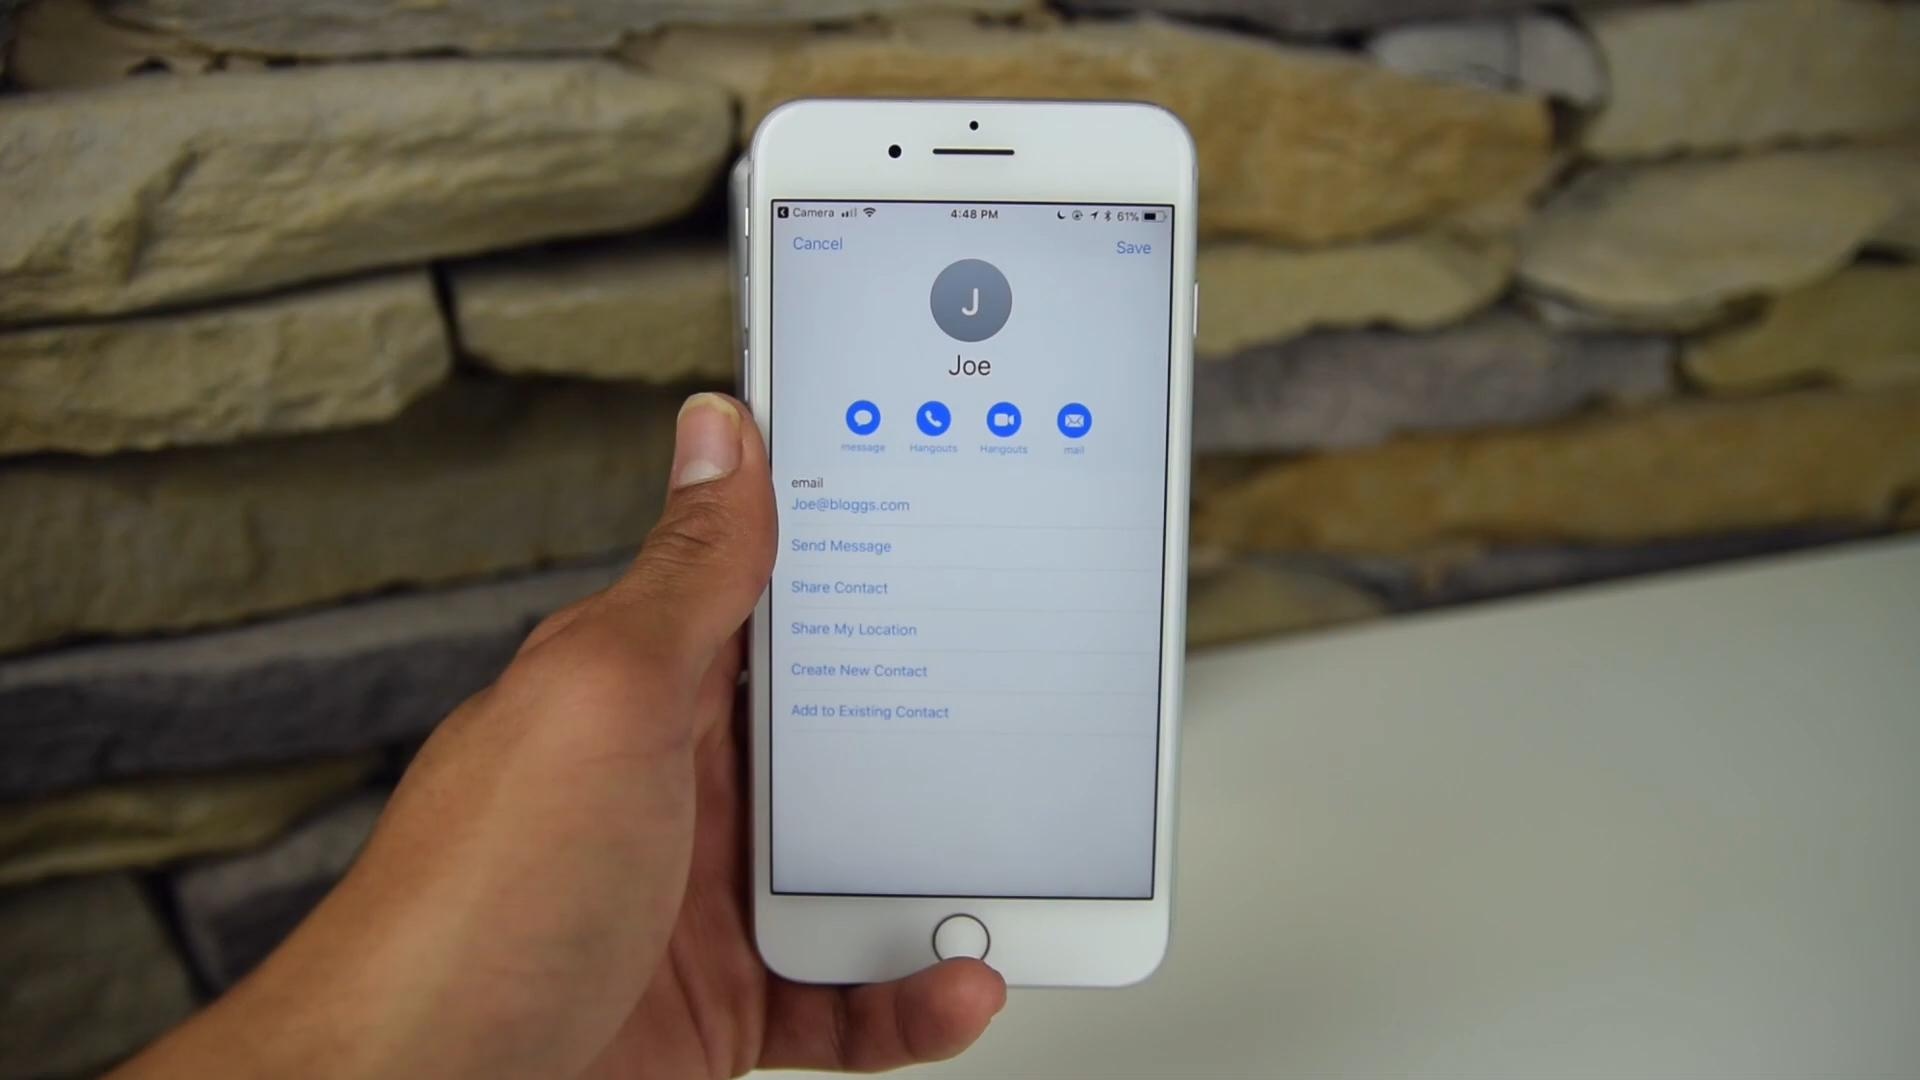 Camera 4:48 PM 61%
Cancel Save
J
Joe
message Hangouts Hangouts mail
email
Joe@bloggs.com
Send Message
Share Contact
Share My Location
Create New Contact
Add to Existing Contact